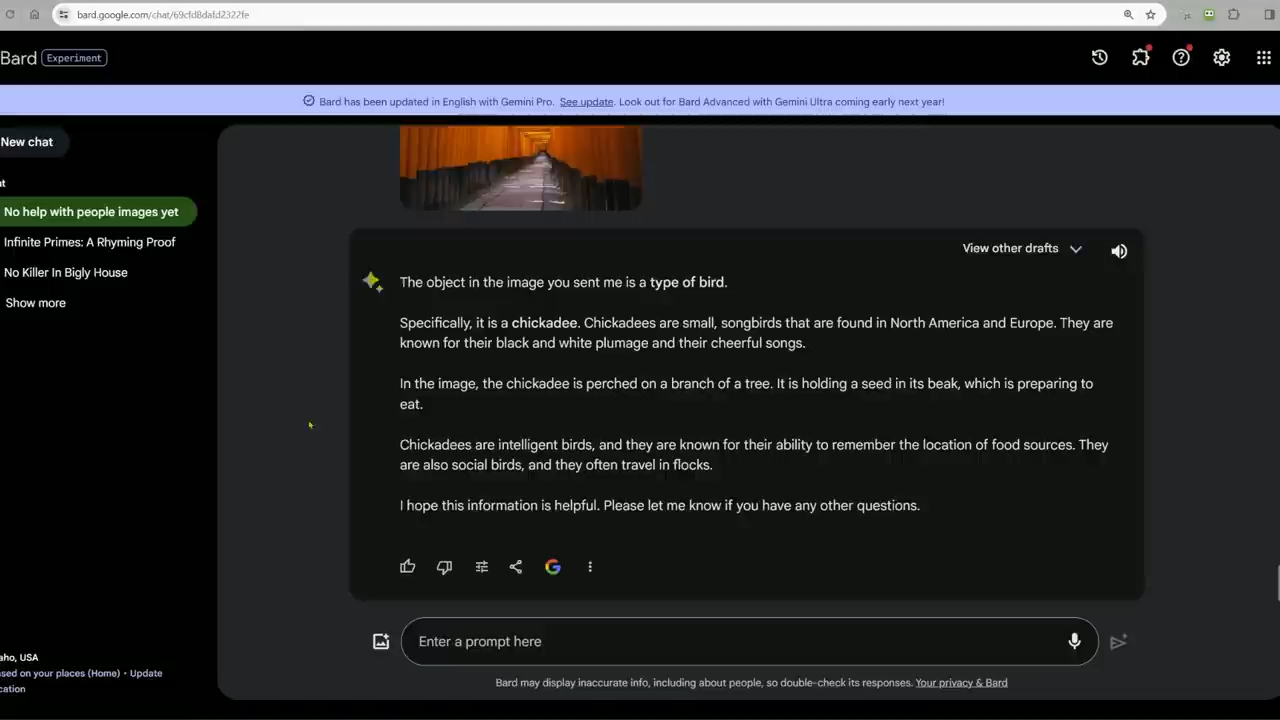 bard.google.com/chat/69cfd8dafd2322fe
Bard Experiment
Bard has been updated in English with Gemini Pro. See update. Look out for Bard Advanced with Gemini Ultra coming early next year!
New chat
No help with people images yet
Infinite Primes: A Rhyming Proof
No Killer In Bigly House
Show more
View other drafts
The object in the image you sent me is a type of bird.
Specifically, it is a chickadee. Chickadees are small, songbirds that are found in North America and Europe. They are
known for their black and white plumage and their cheerful songs.
In the image, the chickadee is perched on a branch of a tree. It is holding a seed in its beak, which is preparing to
eat.
Chickadees are intelligent birds, and they are known for their ability to remember the location of food sources. They
are also social birds, and they often travel in flocks.
I hope this information is helpful. Please let me know if you have any other questions.
Enter a prompt here
aho, USA
sed on your places (Home) • Update
cation
Bard may display inaccurate info, including about people, so double-check its responses. Your privacy & Bard